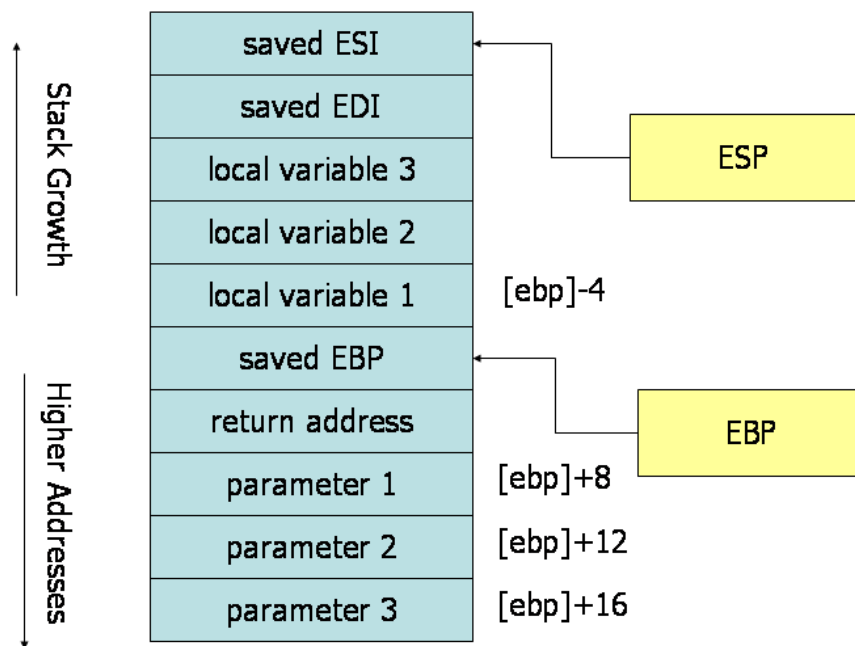 Stack Growth
Higher Addresses
saved ESI
saved EDI
local variable 3
local variable 2
local variable 1
saved EBP
return address
parameter 1
parameter 2
parameter 3
[ebp]-4
[ebp]+8
[ebp]+12
[ebp]+16
ESP
EBP